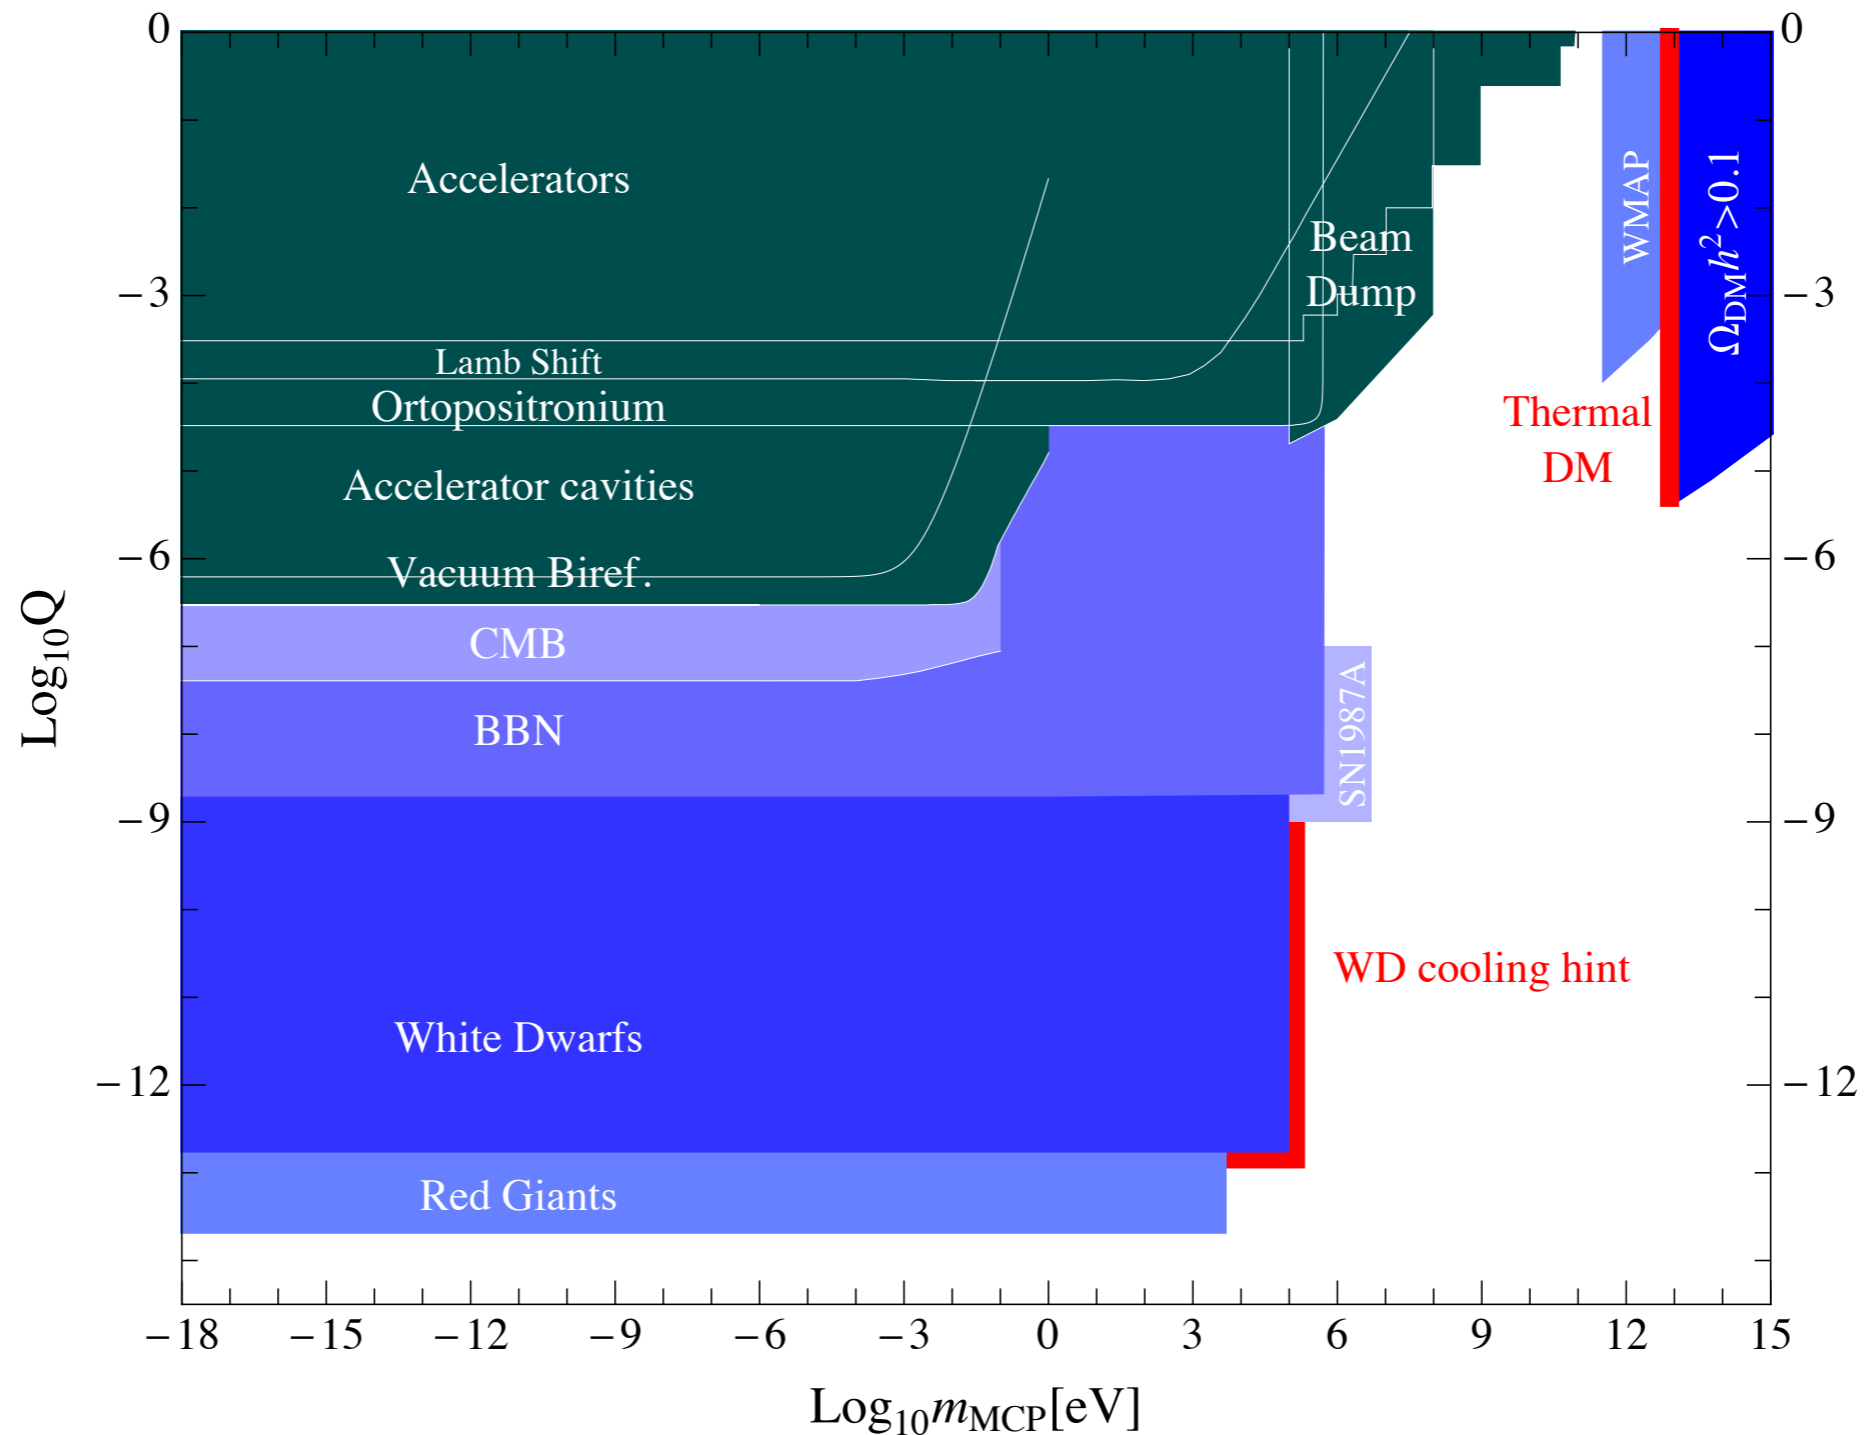 0
0
Accelerators
WMAP
Ω_DM h² > 0.1
Beam
Dump
−3
−3
Lamb Shift
Ortopositronium
Thermal
DM
Accelerator cavities
−6
−6
Vacuum Biref.
CMB
Log₁₀Q
BBN
SN1987A
−9
−9
WD cooling hint
White Dwarfs
−12
−12
Red Giants
−18 −15 −12 −9 −6 −3 0 3 6 9 12 15
Log₁₀m_MCP[eV]